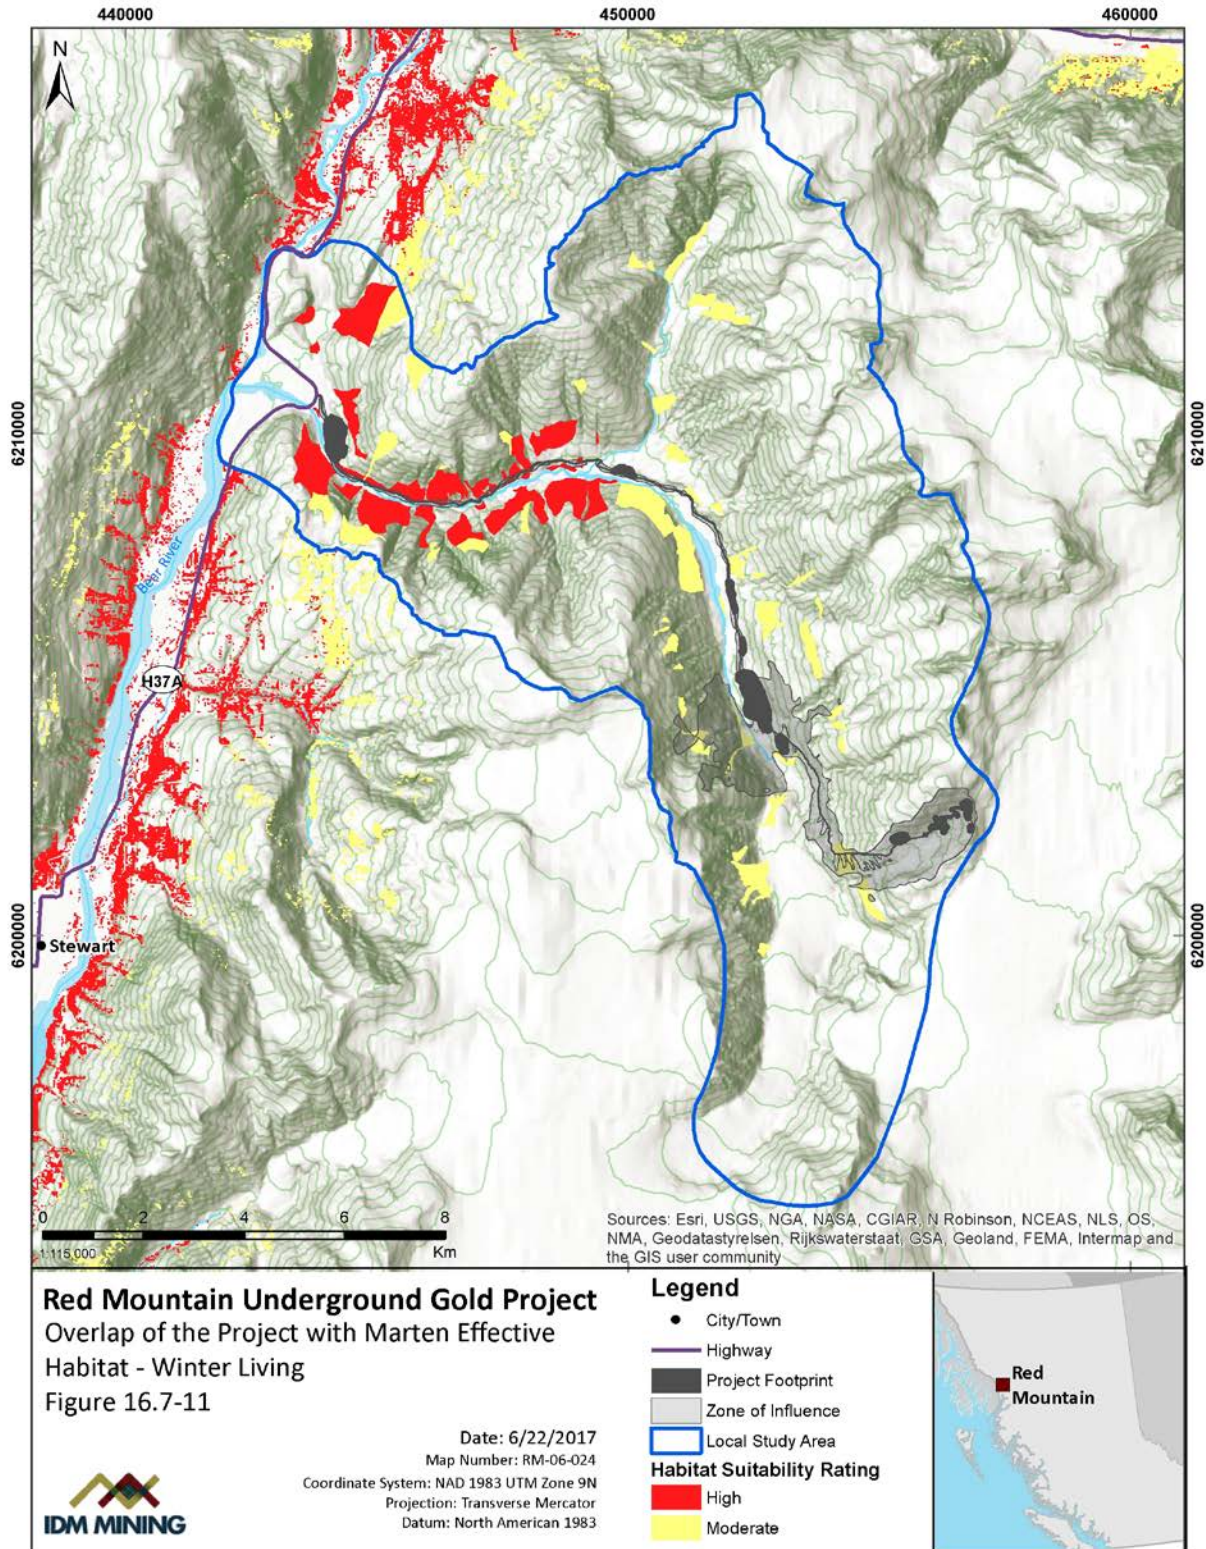 440000
450000
460000
N
6210000
6210000
Bear River
H37A
6200000
6200000
Stewart
0 2 4 6 8
Km
1:115 000
Sources: Esri, USGS, NGA, NASA, CGIAR, N Robinson, NCEAS, NLS, OS,
NMA, Geodatastyrelsen, Rijkswaterstaat, GSA, Geoland, FEMA, Intermap and
the GIS user community
Red Mountain Underground Gold Project
Overlap of the Project with Marten Effective
Habitat - Winter Living
Figure 16.7-11
Date: 6/22/2017
Map Number: RM-06-024
Coordinate System: NAD 1983 UTM Zone 9N
Projection: Transverse Mercator
Datum: North American 1983
IDM MINING
Legend
City/Town
Highway
Project Footprint
Zone of Influence
Local Study Area
Habitat Suitability Rating
High
Moderate
Red
Mountain